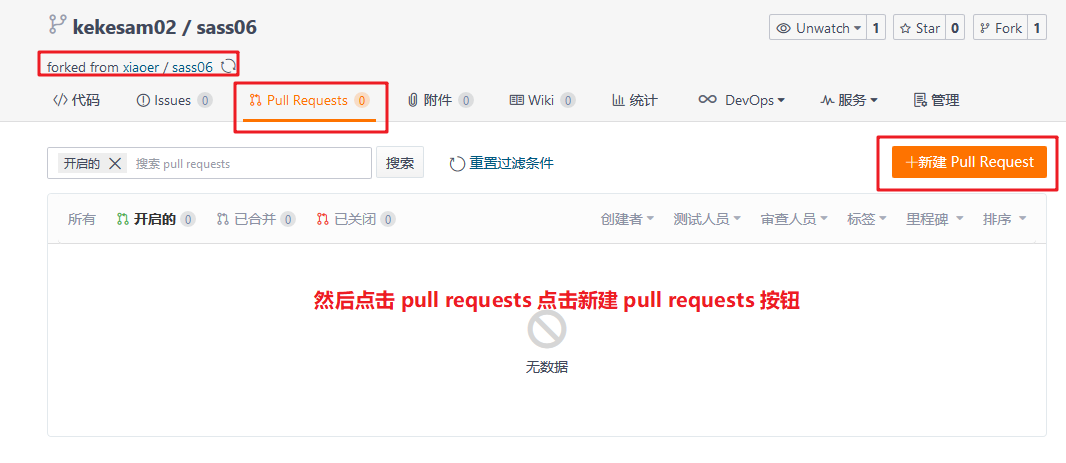 kekesam02 / sass06
Unwatch 1 Star 0 Fork 1
forked from xiaoer / sass06
代码 Issues 0 Pull Requests 0 附件 0 Wiki 0 统计 DevOps 服务 管理
开启的 搜索 pull requests 搜索 重置过滤条件 +新建 Pull Request
所有 开启的 0 已合并 0 已关闭 0 创建者 测试人员 审查人员 标签 里程碑 排序
然后点击 pull requests 点击新建 pull requests 按钮
无数据